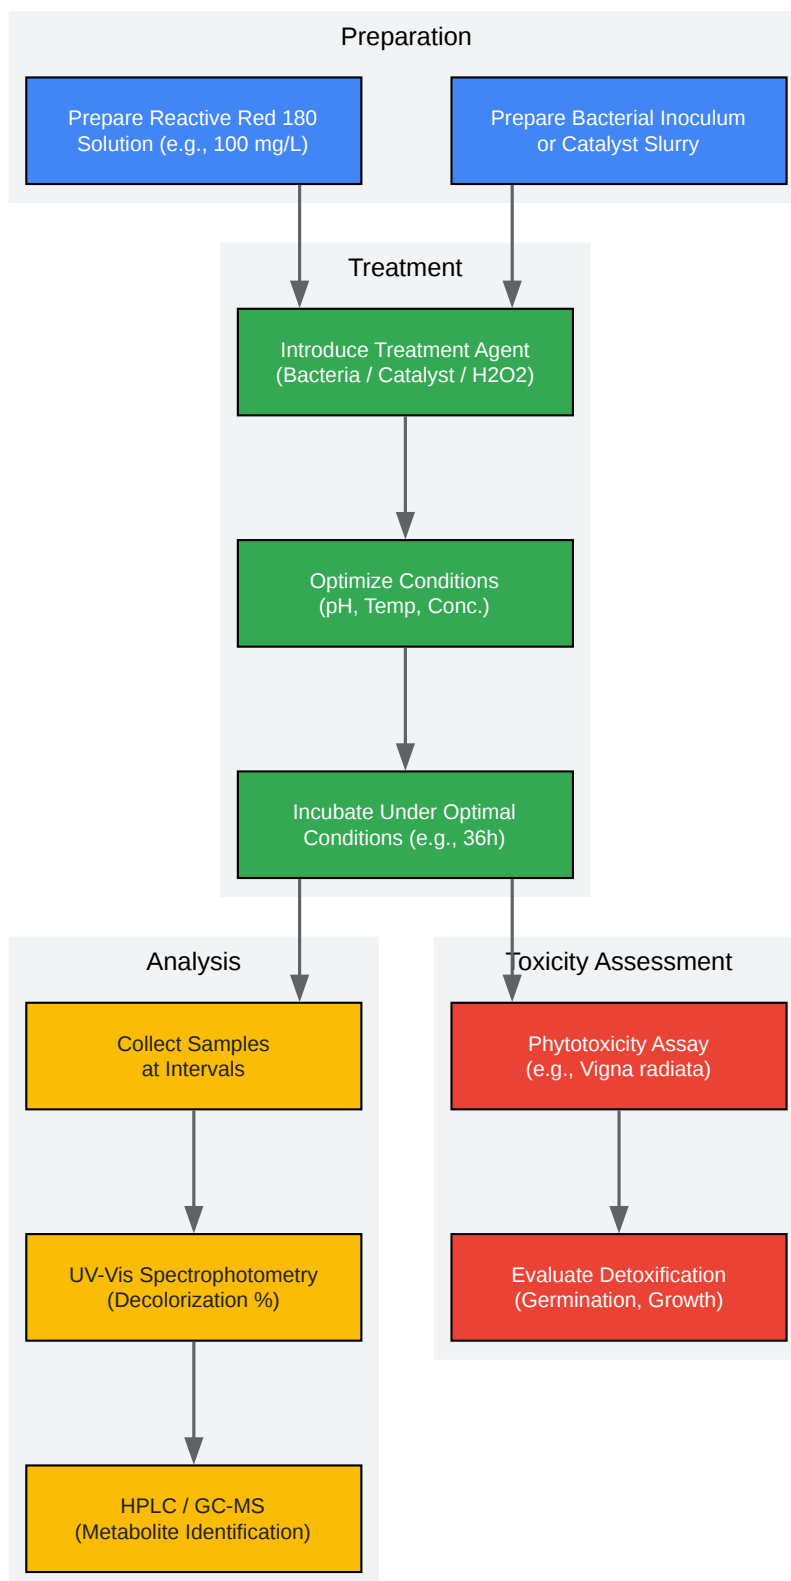 Preparation
Prepare Reactive Red 180
Solution (e.g., 100 mg/L)
Prepare Bacterial Inoculum
or Catalyst Slurry
Treatment
Introduce Treatment Agent
(Bacteria / Catalyst / H2O2)
Optimize Conditions
(pH, Temp, Conc.)
Incubate Under Optimal
Conditions (e.g., 36h)
Analysis
Collect Samples
at Intervals
UV-Vis Spectrophotometry
(Decolorization %)
HPLC / GC-MS
(Metabolite Identification)
Toxicity Assessment
Phytotoxicity Assay
(e.g., Vigna radiata)
Evaluate Detoxification
(Germination, Growth)